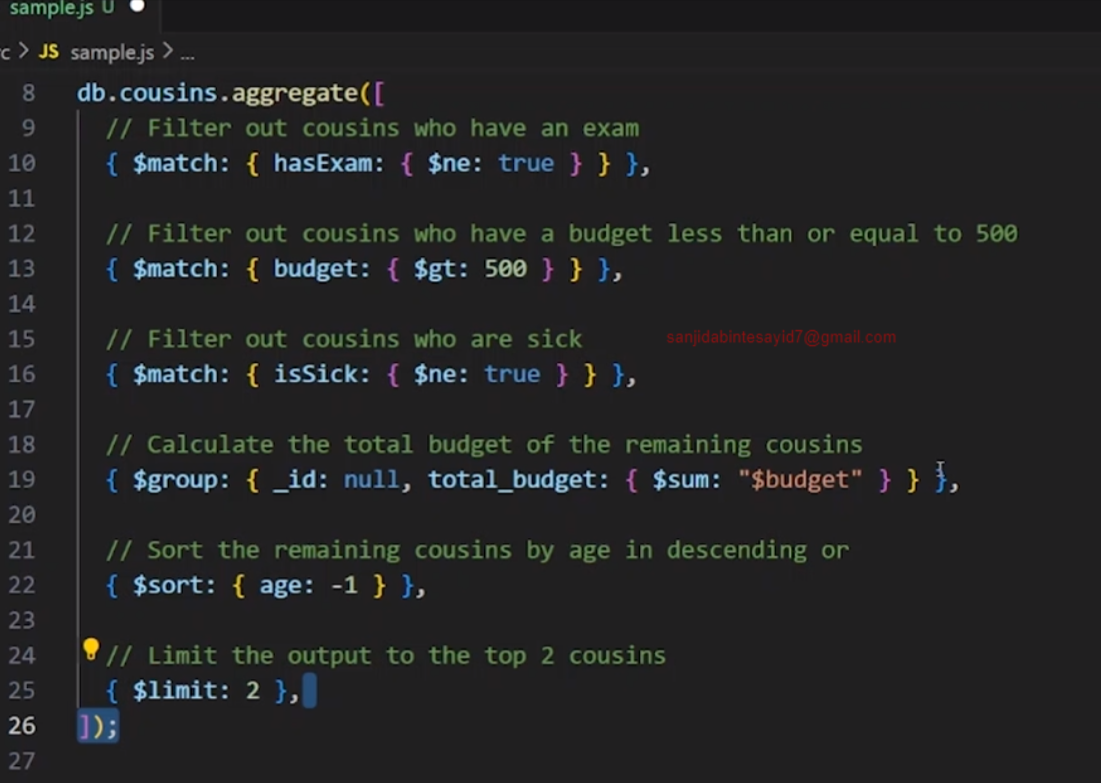 sample.js U
c > JS sample.js > ...
8 db.cousins.aggregate([
9 // Filter out cousins who have an exam
10 { $match: { hasExam: { $ne: true } } },
11
12 // Filter out cousins who have a budget less than or equal to 500
13 { $match: { budget: { $gt: 500 } } },
14
15 // Filter out cousins who are sick sanjidabintesayid7@gmail.com
16 { $match: { isSick: { $ne: true } } },
17
18 // Calculate the total budget of the remaining cousins
19 { $group: { _id: null, total_budget: { $sum: "$budget" } } },
20
21 // Sort the remaining cousins by age in descending or
22 { $sort: { age: -1 } },
23
24 // Limit the output to the top 2 cousins
25 { $limit: 2 },
26 ]);
27